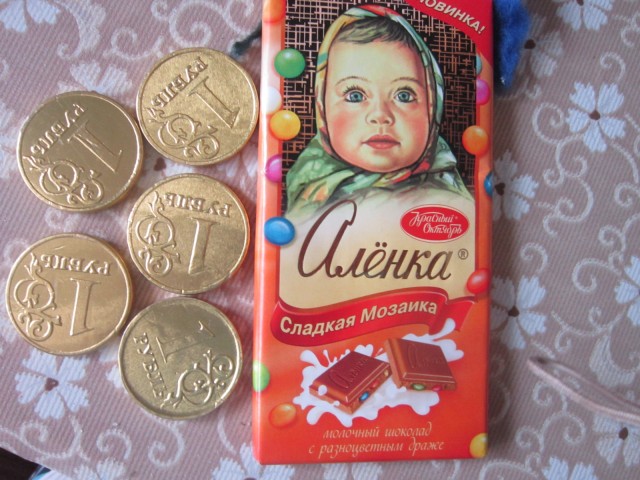 НОВИНКА!
Красный
Октябрь
Алёнка®
Сладкая Мозаика
молочный шоколад
с разноцветным драже
1
РУБЛЬ
1
РУБЛЬ
1
РУБЛЬ
1
РУБЛЬ
1
РУБЛЬ